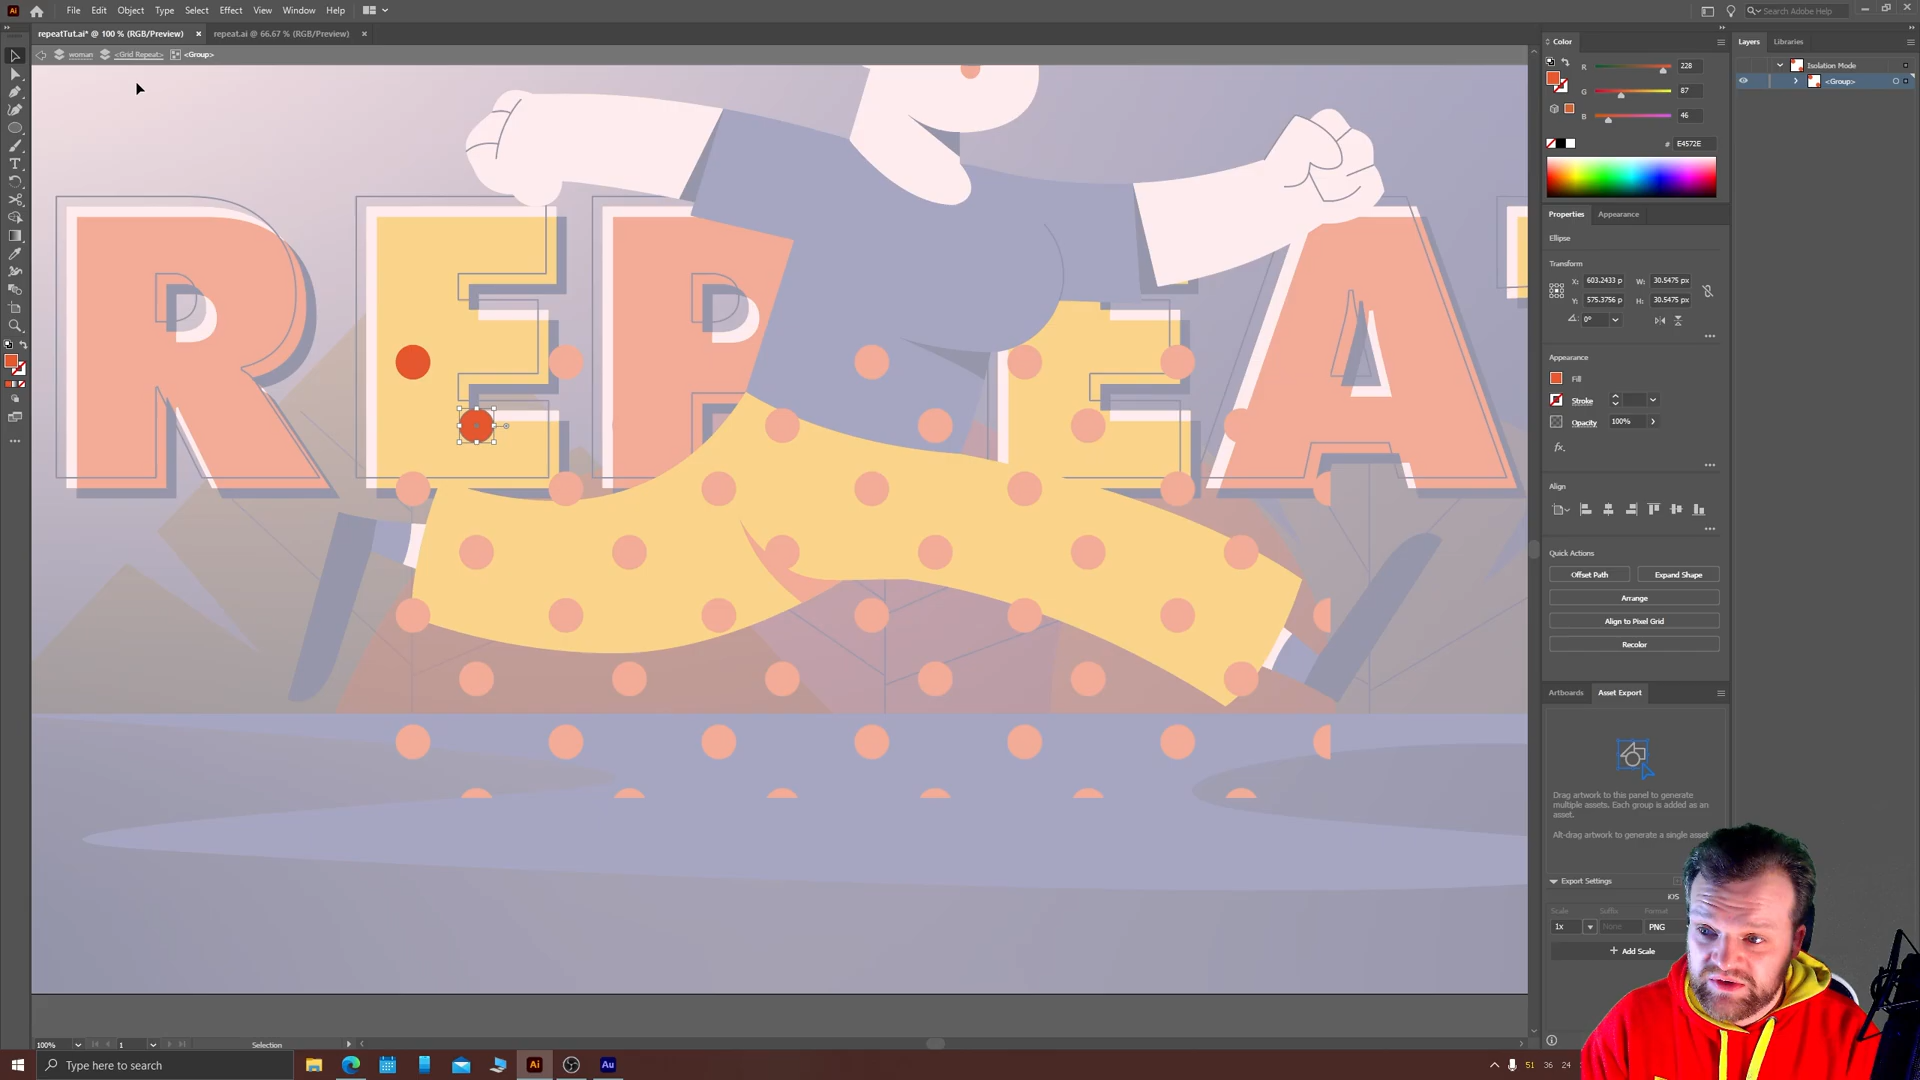 File Edit Object Type Select Effect View Window Help
Search Adobe Help
repeatTut.ai* @ 100 % (RGB/Preview) × repeat.ai @ 66.67 % (RGB/Preview) ×
woman <Grid Repeat> <Group>
Color
R 228
G 87
B 46
# E4572E
Layers Libraries
Isolation Mode
<Group>
Properties Appearance
Ellipse
Transform
X: 603.2433 p W: 30.5475 px
Y: 575.3756 p H: 30.5475 px
0°
Appearance
Fill
Stroke
Opacity 100%
fx.
Align
Quick Actions
Offset Path Expand Shape
Arrange
Align to Pixel Grid
Recolor
Artboards Asset Export
Drag artwork to this panel to generate
multiple assets. Each group is added as an
asset.
Alt-drag artwork to generate a single asset
Export Settings
iOS
Scale Suffix Format
1x None PNG
+ Add Scale
R E P E A
100% 1 Selection
Type here to search
Ai Au
51 36 24